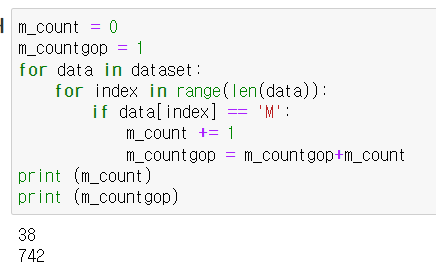 m_count = 0
m_countgop = 1
for data in dataset:
    for index in range(len(data)):
        if data[index] == 'M':
            m_count += 1
            m_countgop = m_countgop+m_count
print (m_count)
print (m_countgop)
38
742